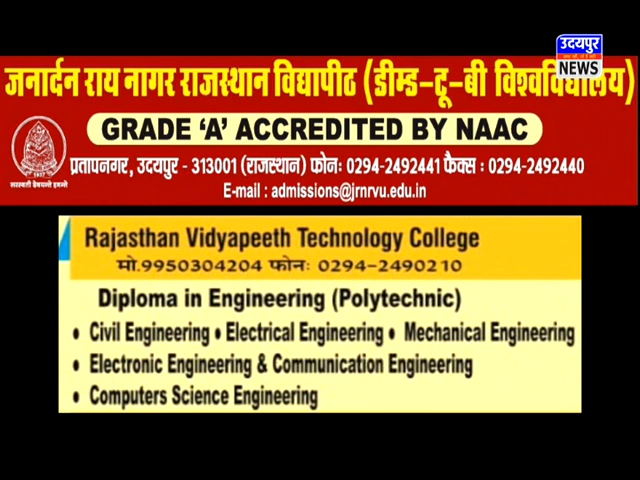 उदयपुर
NEWS
जनार्दन राय नागर राजस्थान विद्यापीठ (डीम्ड-टू-बी विश्वविद्यालय)
GRADE 'A' ACCREDITED BY NAAC
प्रतापनगर, उदयपुर - 313001 (राजस्थान) फोनः 0294-2492441 फैक्स : 0294-2492440
E-mail : admissions@jrnrvu.edu.in
1937
Rajasthan Vidyapeeth Technology College
मो.9950304204 फोनः 0294-2490210
Diploma in Engineering (Polytechnic)
• Civil Engineering • Electrical Engineering • Mechanical Engineering
• Electronic Engineering & Communication Engineering
• Computers Science Engineering